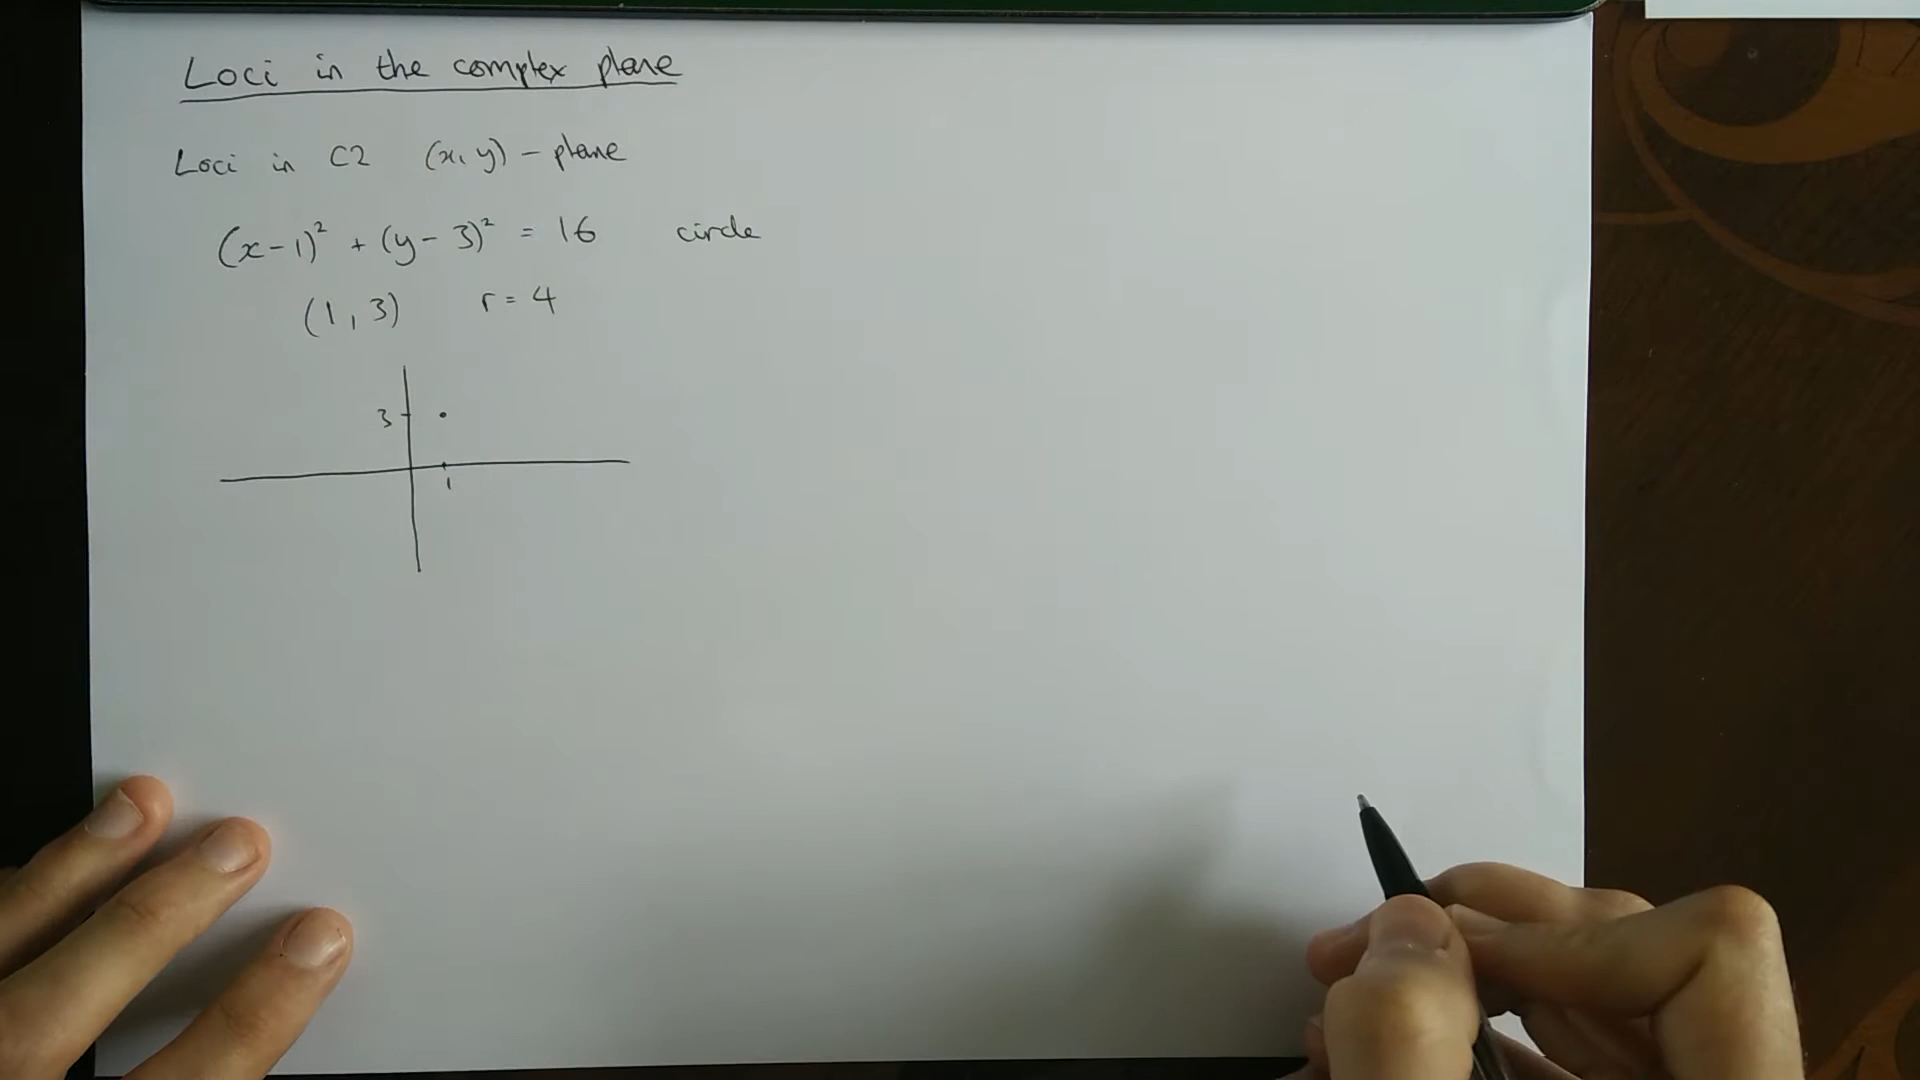 Loci in the complex plane
Loci in C2 (x, y) - plane
(x-1)² + (y-3)² = 16 circle
(1, 3) r = 4
3
1